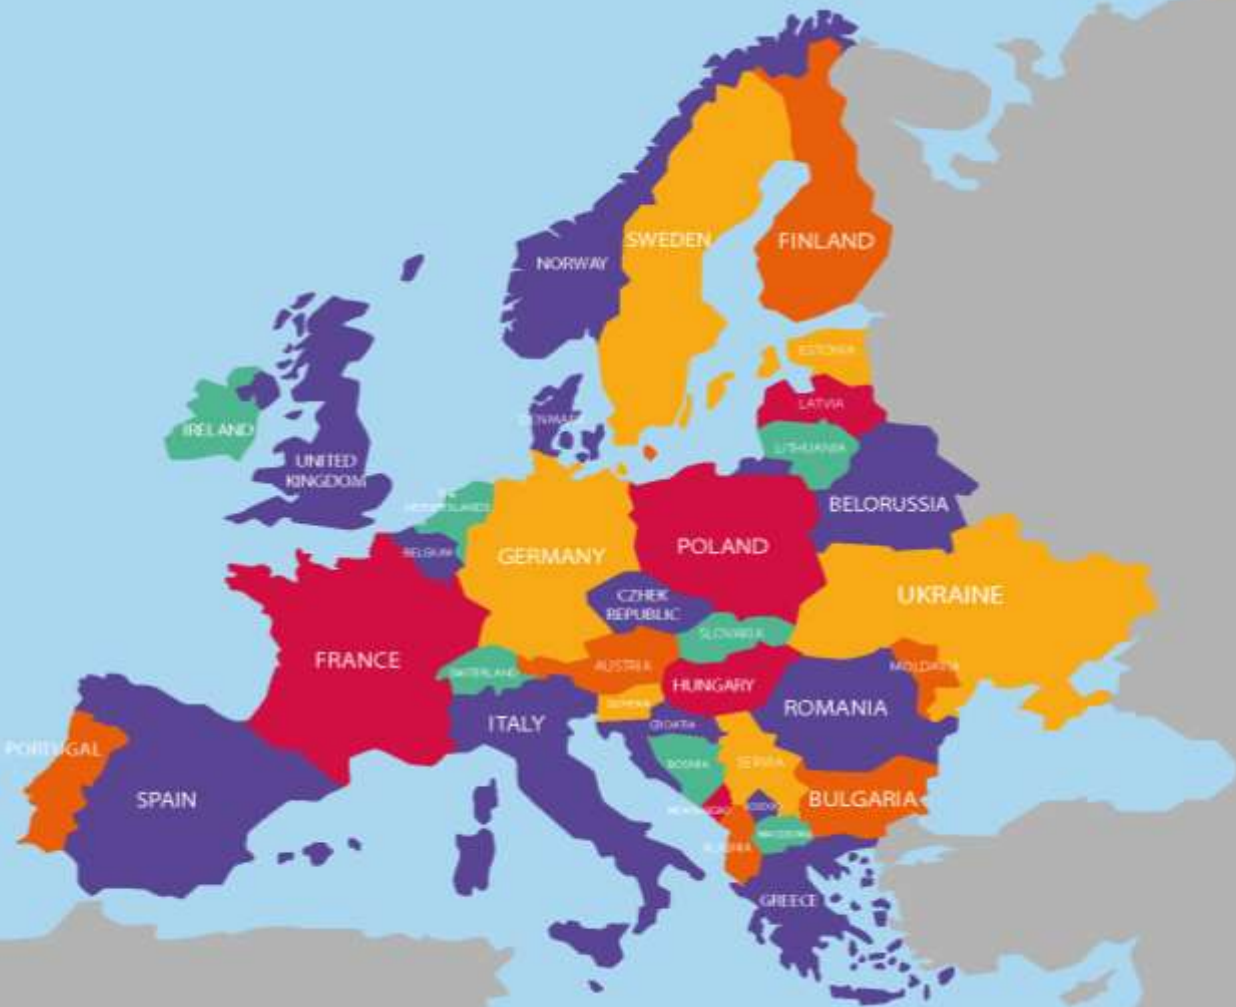 SWEDEN
FINLAND
NORWAY
ESTONIA
LATVIA
IRELAND
LITHUANIA
UNITED
KINGDOM
BELORUSSIA
BELGIUM
GERMANY
POLAND
UKRAINE
CZHEK
REPUBLIC
SLOVAKIA
FRANCE
AUSTRIA
MOLDAVIA
HUNGARY
ROMANIA
ITALY
CROATIA
PORTUGAL
BOSNIA
SERBIA
SPAIN
BULGARIA
GREECE